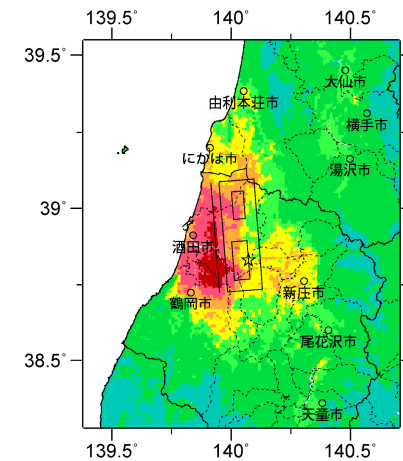 139.5˚ 140˚ 140.5˚
39.5˚
大仙市
由利本荘市
横手市
にかほ市
湯沢市
39˚
酒田市
新庄市
鶴岡市
尾花沢市
38.5˚
天童市
139.5˚ 140˚ 140.5˚